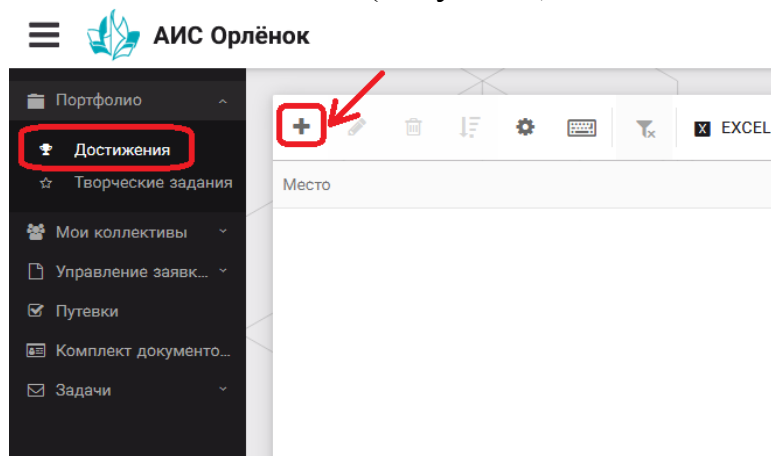 АИС Орлёнок
Портфолио
Достижения
Творческие задания
Мои коллективы
Управление заявк...
Путевки
Комплект документо...
Задачи
X EXCEL
Место